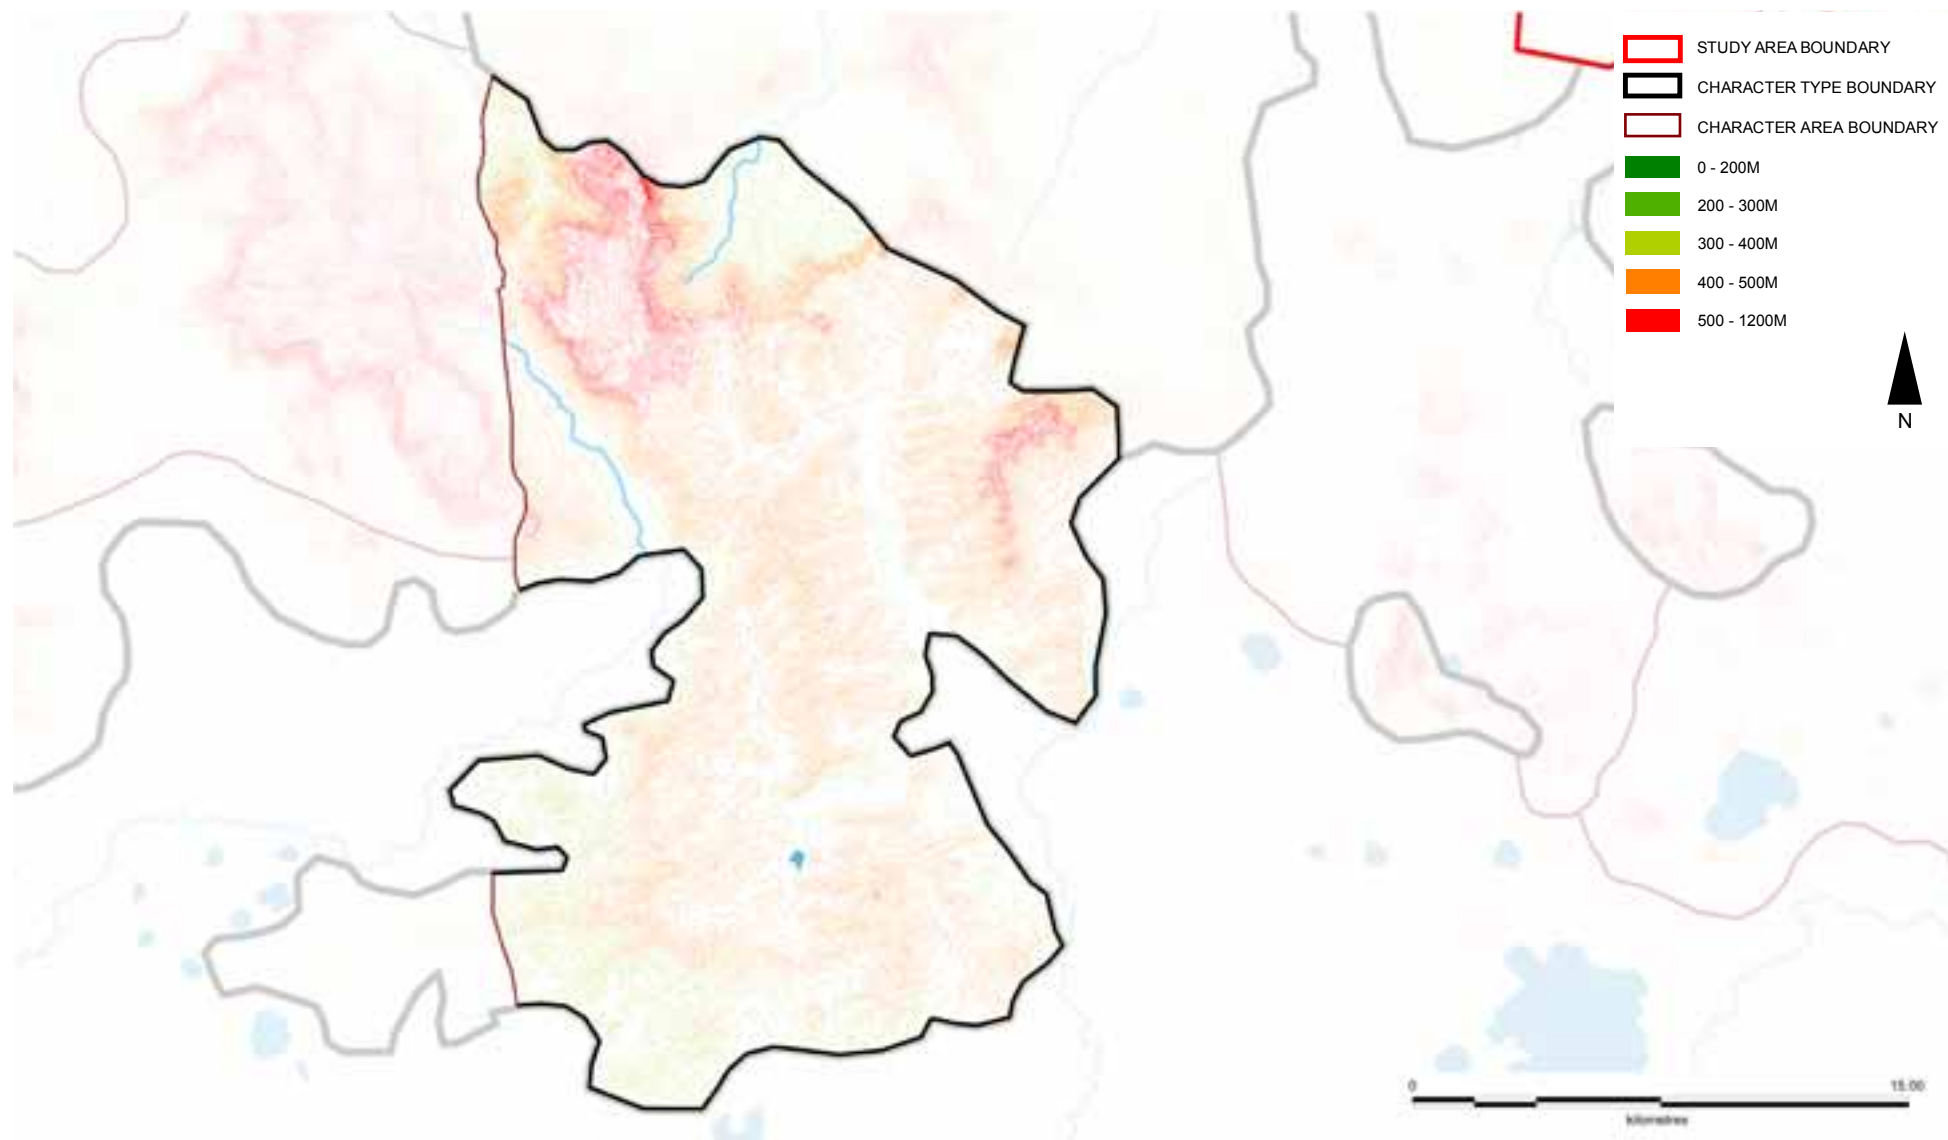 STUDY AREA BOUNDARY
CHARACTER TYPE BOUNDARY
CHARACTER AREA BOUNDARY
0 - 200M
200 - 300M
300 - 400M
400 - 500M
500 - 1200M
N
0 15.00
kilometres